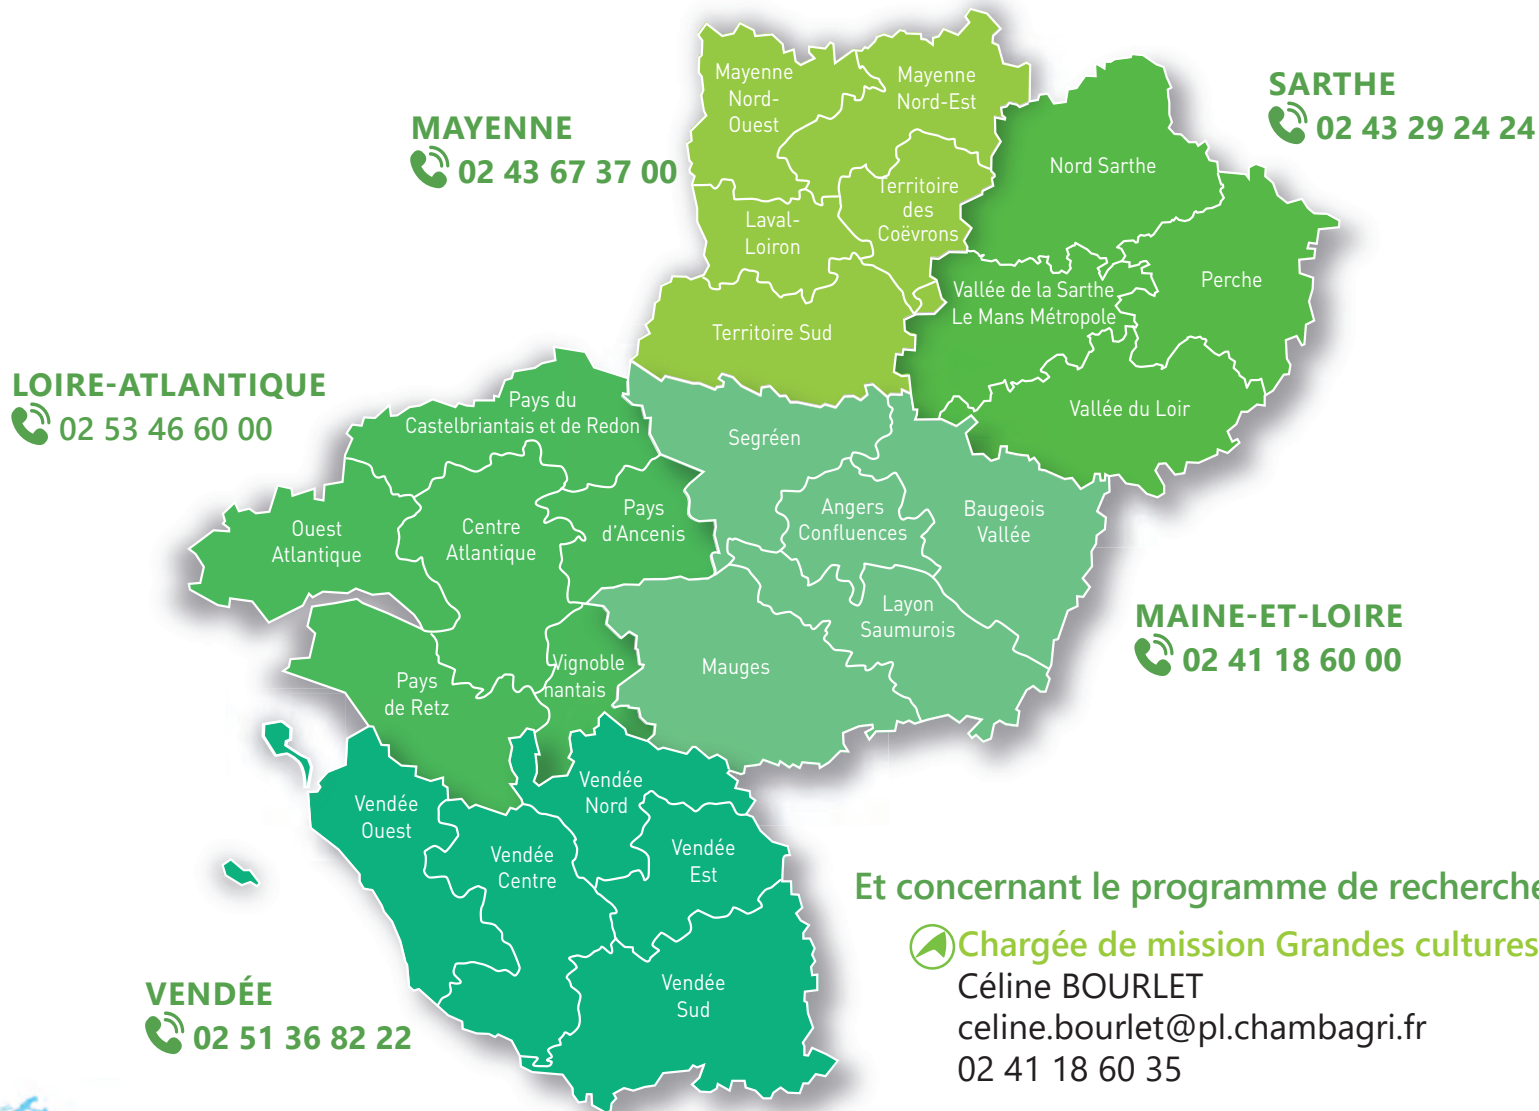 Mayenne
Nord-
Ouest
Mayenne
Nord-Est
SARTHE
02 43 29 24 24
MAYENNE
02 43 67 37 00
Nord Sarthe
Territoire
des
Coëvrons
Laval-
Loiron
Perche
Vallée de la Sarthe
Le Mans Métropole
Territoire Sud
LOIRE-ATLANTIQUE
02 53 46 60 00
Pays du
Castelbriantais et de Redon
Vallée du Loir
Segréen
Pays
d'Ancenis
Angers
Confluences
Baugeois
Vallée
Ouest
Atlantique
Centre
Atlantique
Layon
Saumurois
MAINE-ET-LOIRE
02 41 18 60 00
Vignoble
nantais
Mauges
Pays
de Retz
Vendée
Nord
Vendée
Ouest
Vendée
Est
Vendée
Centre
Et concernant le programme de recherche
Chargée de mission Grandes cultures
Céline BOURLET
celine.bourlet@pl.chambagri.fr
02 41 18 60 35
Vendée
Sud
VENDÉE
02 51 36 82 22